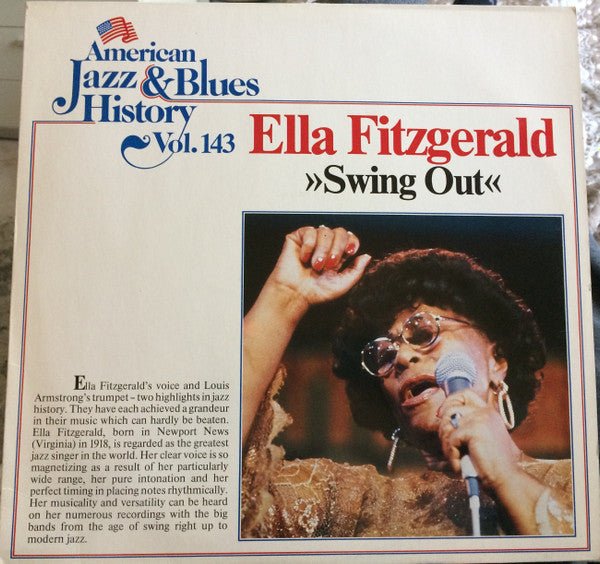 American
Jazz & Blues
History
Vol. 143
Ella Fitzgerald
»Swing Out«
Ella Fitzgerald's voice and Louis
Armstrong's trumpet – two highlights in jazz
history. They have each achieved a grandeur
in their music which can hardly be beaten.
Ella Fitzgerald, born in Newport News
(Virginia) in 1918, is regarded as the greatest
jazz singer in the world. Her clear voice is so
magnetizing as a result of her particularly
wide range, her pure intonation and her
perfect timing in placing notes rhythmically.
Her musicality and versatility can be heard
on her numerous recordings with the big
bands from the age of swing right up to
modern jazz.